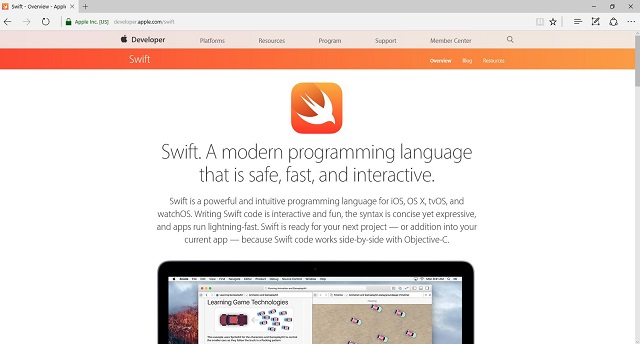 Swift - Overview - Apple
Apple Inc. [US] developer.apple.com/swift
Developer Platforms Resources Program Support Member Center
Swift Overview Blog Resources
Swift. A modern programming language
that is safe, fast, and interactive.
Swift is a powerful and intuitive programming language for iOS, OS X, tvOS, and
watchOS. Writing Swift code is interactive and fun, the syntax is concise yet expressive,
and apps run lightning-fast. Swift is ready for your next project — or addition into your
current app — because Swift code works side-by-side with Objective-C.
Learning Game Technologies